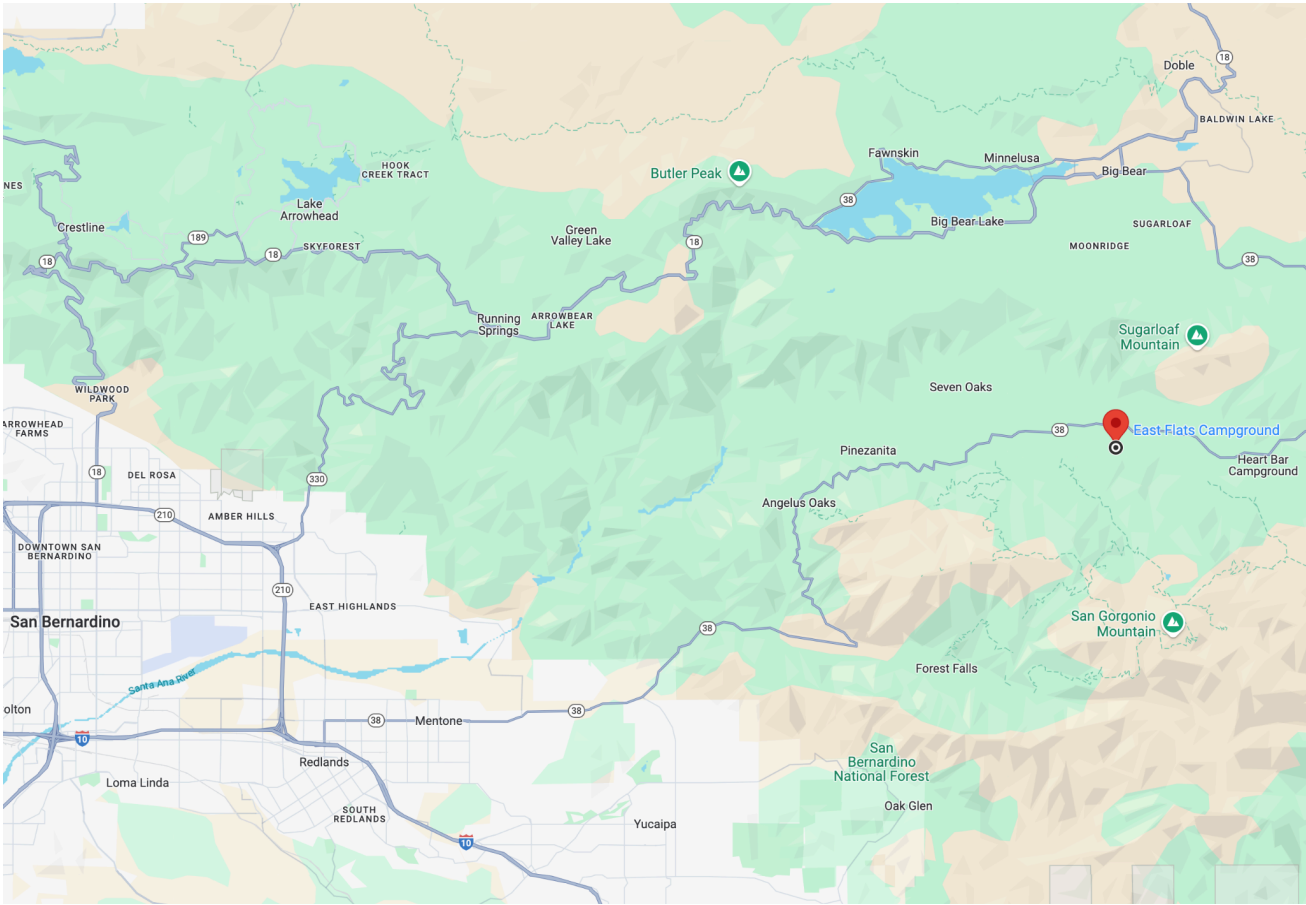 18
Doble
BALDWIN LAKE
HOOK
CREEK TRACT
Fawnskin
Minnelusa
Butler Peak
Big Bear
NES
38
Lake
Arrowhead
Crestline
Green
Valley Lake
Big Bear Lake
SUGARLOAF
189
SKYFOREST
18
MOONRIDGE
18
18
38
Running
Springs
ARROWBEAR
LAKE
Sugarloaf
Mountain
WILDWOOD
PARK
Seven Oaks
ARROWHEAD
FARMS
38
East Flats Campground
Pinezanita
Heart Bar
Campground
18
DEL ROSA
330
Angelus Oaks
210
AMBER HILLS
DOWNTOWN SAN
BERNARDINO
210
EAST HIGHLANDS
San Bernardino
38
San Gorgonio
Mountain
Forest Falls
Santa Ana River
olton
38
Mentone
38
10
Redlands
San
Bernardino
National Forest
Loma Linda
SOUTH
REDLANDS
Oak Glen
10
Yucaipa